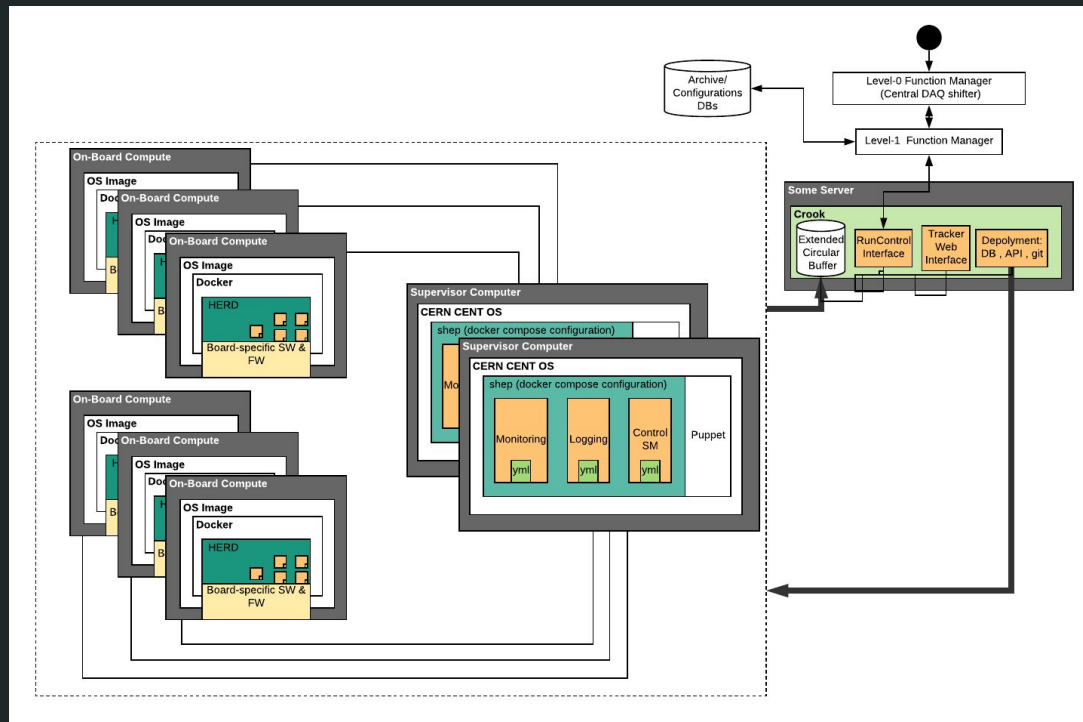 Archive/
Configurations
DBs
Level-0 Function Manager
(Central DAQ shifter)
Level-1 Function Manager
Some Server
Crook
Extended
Circular
Buffer
RunControl
Interface
Tracker
Web
Interface
Depolyment:
DB , API , git
On-Board Compute
OS Image
Doc
H
B
On-Board Compute
OS Image
Doc
H
B
On-Board Compute
OS Image
Docker
HERD
Board-specific SW &
FW
Supervisor Computer
CERN CENT OS
shep (docker compose configuration)
Mo
Supervisor Computer
CERN CENT OS
shep (docker compose configuration)
Monitoring
yml
Logging
yml
Control
SM
yml
Puppet
On-Board Compute
OS Image
Doc
H
B
On-Board Compute
OS Image
Doc
H
B
On-Board Compute
OS Image
Docker
HERD
Board-specific SW &
FW